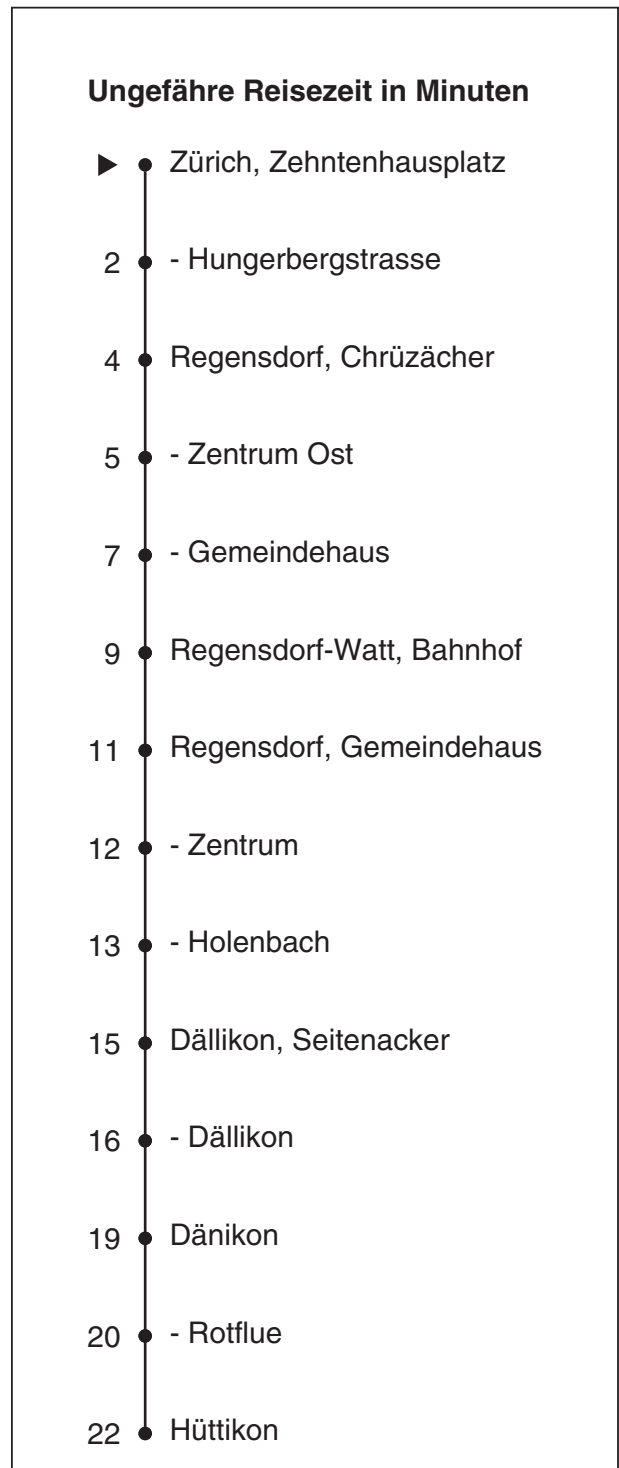 Ungefähre Reisezeit in Minuten
Zürich, Zehntenhausplatz
2 - Hungerbergstrasse
4 Regensdorf, Chrüzächer
5 - Zentrum Ost
7 - Gemeindehaus
9 Regensdorf-Watt, Bahnhof
11 Regensdorf, Gemeindehaus
12 - Zentrum
13 - Holenbach
15 Dällikon, Seitenacker
16 - Dällikon
19 Dänikon
20 - Rotflue
22 Hüttikon